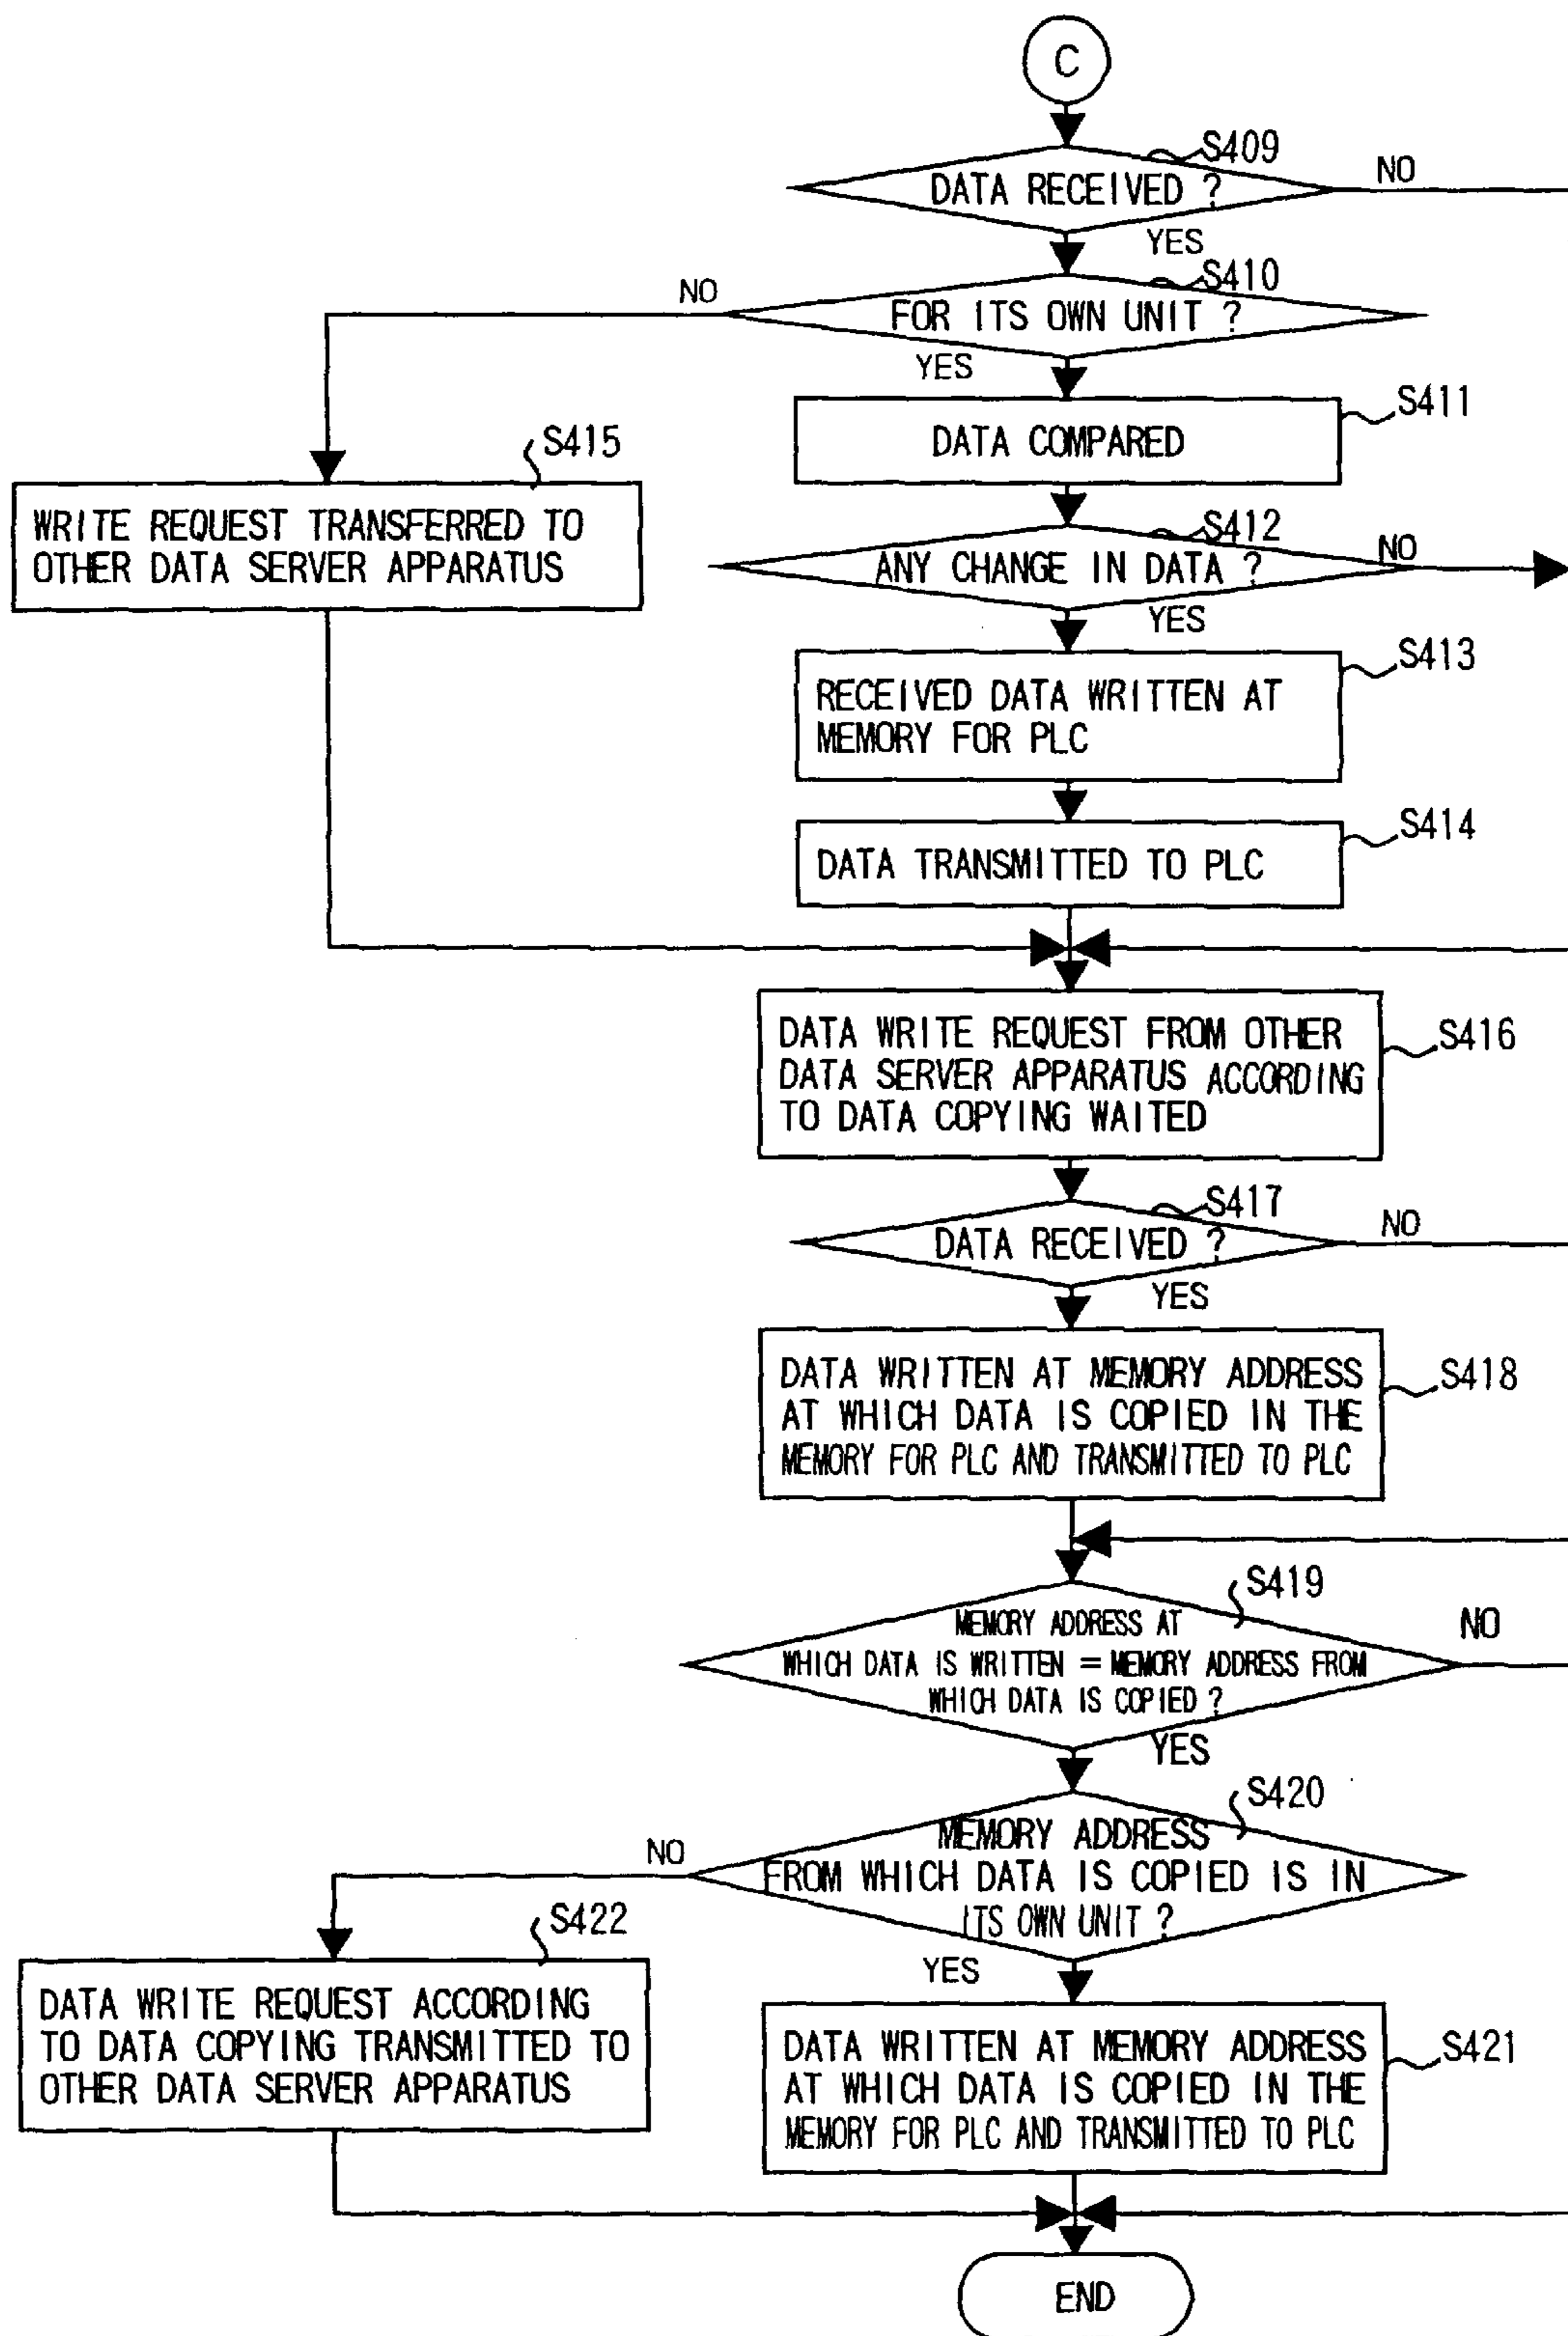 C
S409
DATA RECEIVED ?
NO
YES
S410
NO
FOR ITS OWN UNIT ?
YES
S411
DATA COMPARED
S415
WRITE REQUEST TRANSFERRED TO
OTHER DATA SERVER APPARATUS
S412
ANY CHANGE IN DATA ?
NO
YES
S413
RECEIVED DATA WRITTEN AT
MEMORY FOR PLC
S414
DATA TRANSMITTED TO PLC
S416
DATA WRITE REQUEST FROM OTHER
DATA SERVER APPARATUS ACCORDING
TO DATA COPYING WAITED
S417
DATA RECEIVED ?
NO
YES
S418
DATA WRITTEN AT MEMORY ADDRESS
AT WHICH DATA IS COPIED IN THE
MEMORY FOR PLC AND TRANSMITTED TO PLC
S419
MEMORY ADDRESS AT
WHICH DATA IS WRITTEN = MEMORY ADDRESS FROM
WHICH DATA IS COPIED ?
NO
YES
S420
MEMORY ADDRESS
FROM WHICH DATA IS COPIED IS IN
ITS OWN UNIT ?
NO
YES
S422
DATA WRITE REQUEST ACCORDING
TO DATA COPYING TRANSMITTED TO
OTHER DATA SERVER APPARATUS
S421
DATA WRITTEN AT MEMORY ADDRESS
AT WHICH DATA IS COPIED IN THE
MEMORY FOR PLC AND TRANSMITTED TO PLC
END